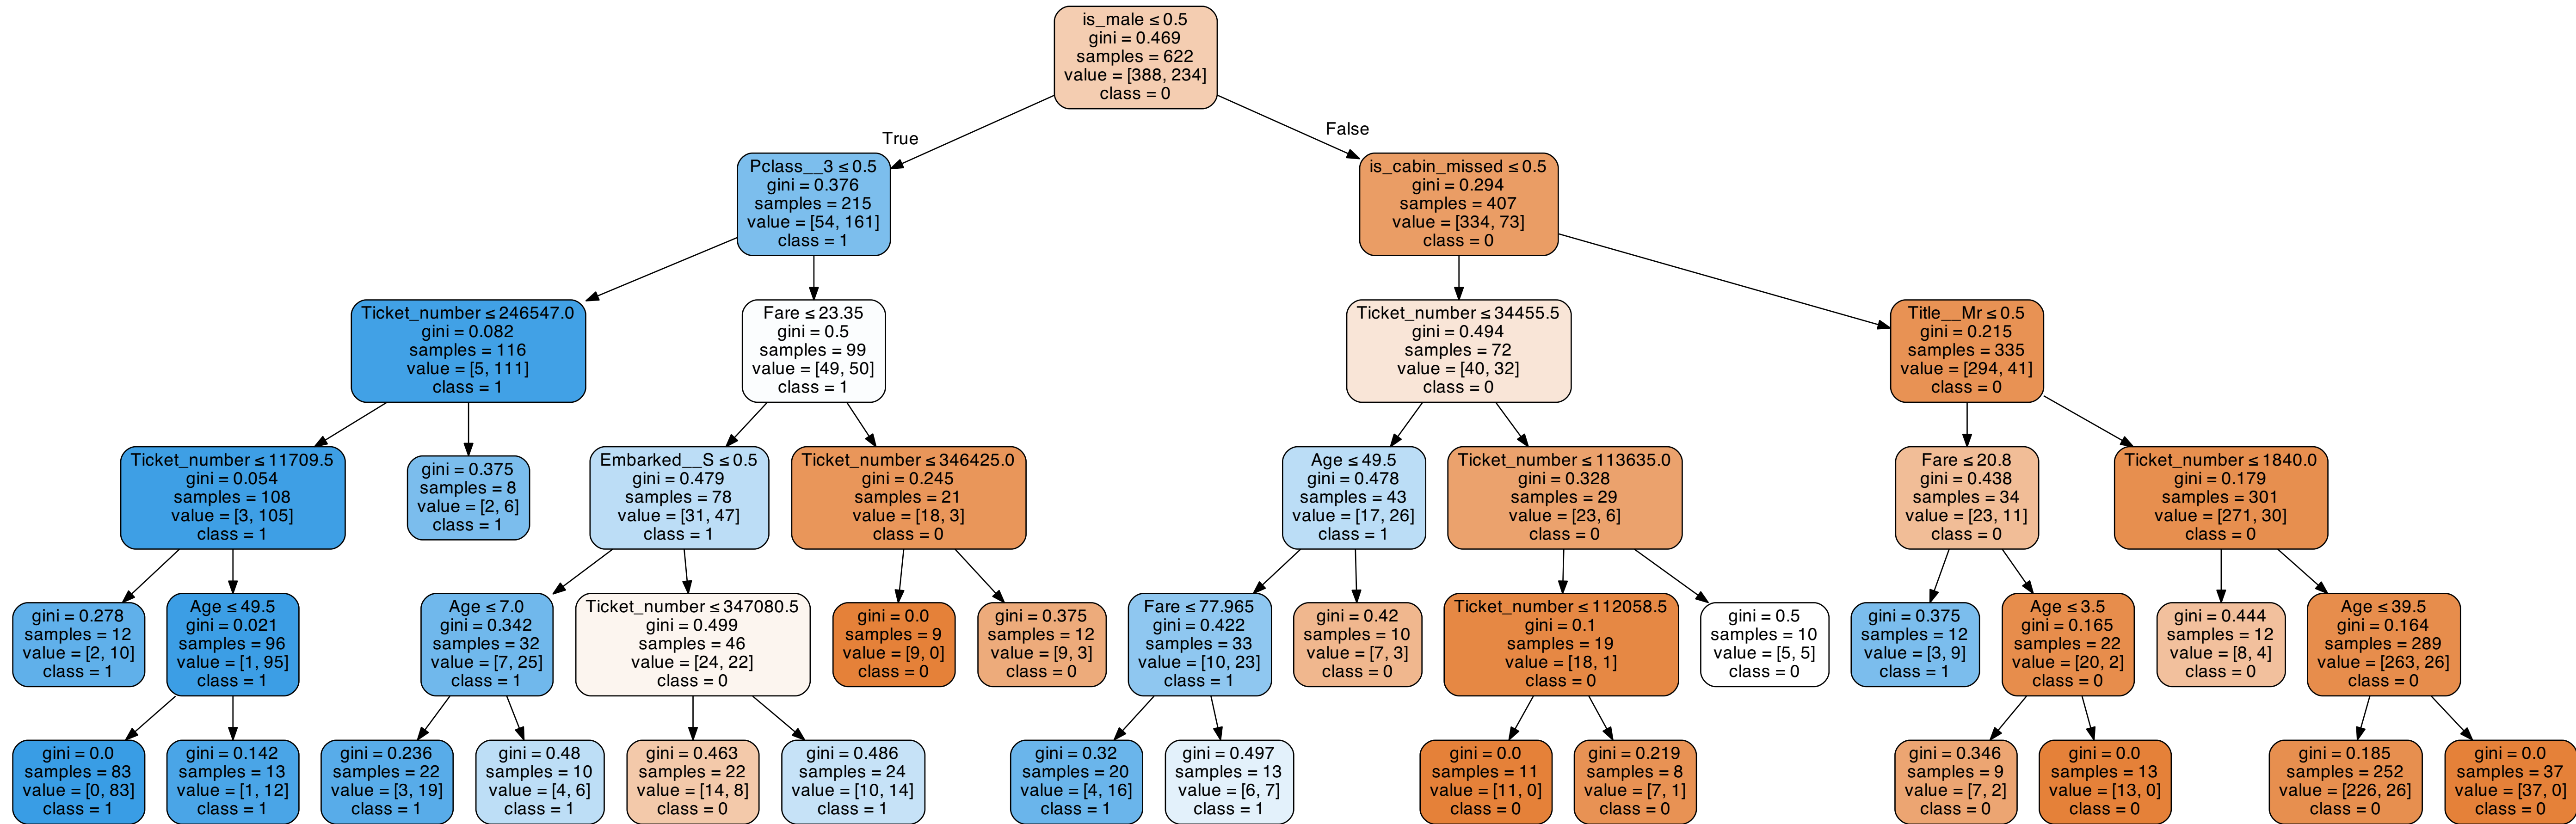 is_male ≤ 0.5
gini = 0.469
samples = 622
value = [388, 234]
class = 0
True
False
Pclass__3 ≤ 0.5
gini = 0.376
samples = 215
value = [54, 161]
class = 1
is_cabin_missed ≤ 0.5
gini = 0.294
samples = 407
value = [334, 73]
class = 0
Ticket_number ≤ 246547.0
gini = 0.082
samples = 116
value = [5, 111]
class = 1
Fare ≤ 23.35
gini = 0.5
samples = 99
value = [49, 50]
class = 1
Ticket_number ≤ 34455.5
gini = 0.494
samples = 72
value = [40, 32]
class = 0
Title__Mr ≤ 0.5
gini = 0.215
samples = 335
value = [294, 41]
class = 0
Ticket_number ≤ 11709.5
gini = 0.054
samples = 108
value = [3, 105]
class = 1
gini = 0.375
samples = 8
value = [2, 6]
class = 1
Embarked__S ≤ 0.5
gini = 0.479
samples = 78
value = [31, 47]
class = 1
Ticket_number ≤ 346425.0
gini = 0.245
samples = 21
value = [18, 3]
class = 0
Age ≤ 49.5
gini = 0.478
samples = 43
value = [17, 26]
class = 1
Ticket_number ≤ 113635.0
gini = 0.328
samples = 29
value = [23, 6]
class = 0
Fare ≤ 20.8
gini = 0.438
samples = 34
value = [23, 11]
class = 0
Ticket_number ≤ 1840.0
gini = 0.179
samples = 301
value = [271, 30]
class = 0
gini = 0.278
samples = 12
value = [2, 10]
class = 1
Age ≤ 49.5
gini = 0.021
samples = 96
value = [1, 95]
class = 1
Age ≤ 7.0
gini = 0.342
samples = 32
value = [7, 25]
class = 1
Ticket_number ≤ 347080.5
gini = 0.499
samples = 46
value = [24, 22]
class = 0
gini = 0.0
samples = 9
value = [9, 0]
class = 0
gini = 0.375
samples = 12
value = [9, 3]
class = 0
Fare ≤ 77.965
gini = 0.422
samples = 33
value = [10, 23]
class = 1
gini = 0.42
samples = 10
value = [7, 3]
class = 0
Ticket_number ≤ 112058.5
gini = 0.1
samples = 19
value = [18, 1]
class = 0
gini = 0.5
samples = 10
value = [5, 5]
class = 0
gini = 0.375
samples = 12
value = [3, 9]
class = 1
Age ≤ 3.5
gini = 0.165
samples = 22
value = [20, 2]
class = 0
gini = 0.444
samples = 12
value = [8, 4]
class = 0
Age ≤ 39.5
gini = 0.164
samples = 289
value = [263, 26]
class = 0
gini = 0.0
samples = 83
value = [0, 83]
class = 1
gini = 0.142
samples = 13
value = [1, 12]
class = 1
gini = 0.236
samples = 22
value = [3, 19]
class = 1
gini = 0.48
samples = 10
value = [4, 6]
class = 1
gini = 0.463
samples = 22
value = [14, 8]
class = 0
gini = 0.486
samples = 24
value = [10, 14]
class = 1
gini = 0.32
samples = 20
value = [4, 16]
class = 1
gini = 0.497
samples = 13
value = [6, 7]
class = 1
gini = 0.0
samples = 11
value = [11, 0]
class = 0
gini = 0.219
samples = 8
value = [7, 1]
class = 0
gini = 0.346
samples = 9
value = [7, 2]
class = 0
gini = 0.0
samples = 13
value = [13, 0]
class = 0
gini = 0.185
samples = 252
value = [226, 26]
class = 0
gini = 0.0
samples = 37
value = [37, 0]
class = 0